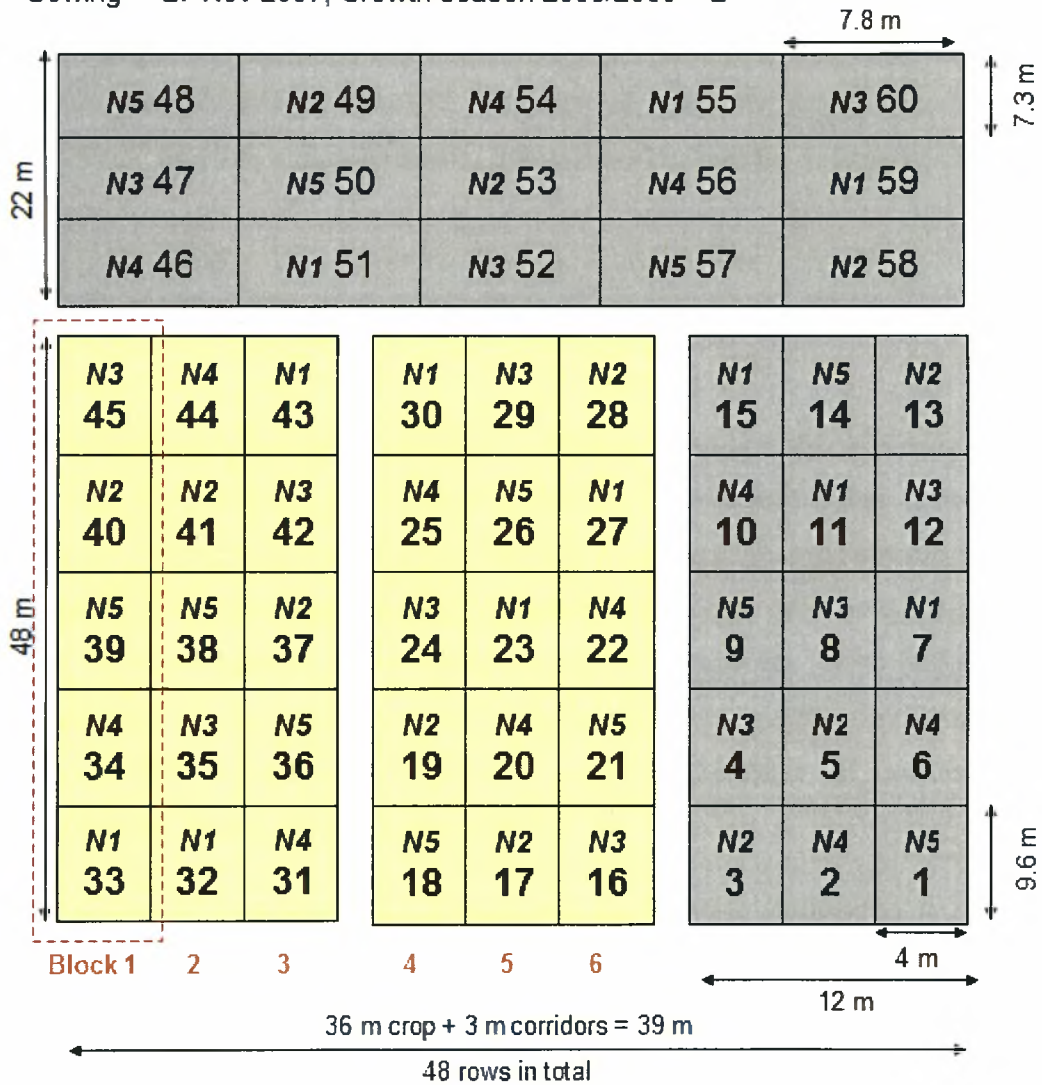 Sowing Nov Growth season
7.8 m
N5 48 N2 49 N4 54 N1 55 N3 60
7.3 m
N3 47 N5 50 N2 53 N4 56 N1 59
22 m
N4 46 N1 51 N3 52 N5 57 N2 58
N3 N4 N1 N1 N3 N2 N1 N5 N2
45 44 43 30 29 28 15 14 13
N2 N2 N3 N4 N5 N1 N4 N1 N3
40 41 42 25 26 27 10 11 12
48 m
N5 N5 N2 N3 N1 N4 N5 N3 N1
39 38 37 24 23 22 9 8 7
N4 N3 N5 N2 N4 N5 N3 N2 N4
34 35 36 19 20 21 4 5 6
N1 N1 N4 N5 N2 N3 N2 N4 N5
33 32 31 18 17 16 3 2 1
9.6 m
Block 1 2 3 4 5 6
4 m
12 m
36 m crop + 3 m corridors = 39 m
48 rows in total